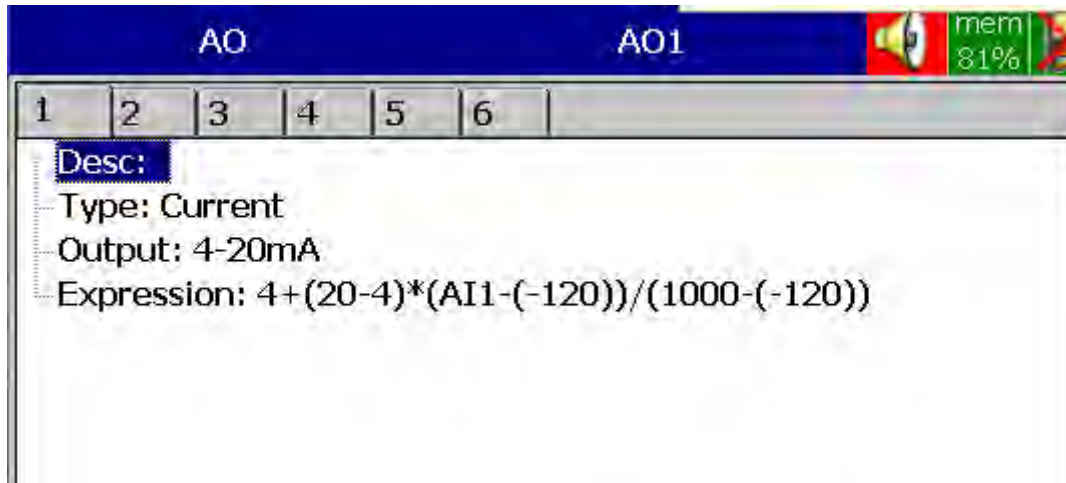 AO AO1 mem
81%
1 2 3 4 5 6
Desc:
Type: Current
Output: 4-20mA
Expression: 4+(20-4)*(AI1-(-120))/(1000-(-120))